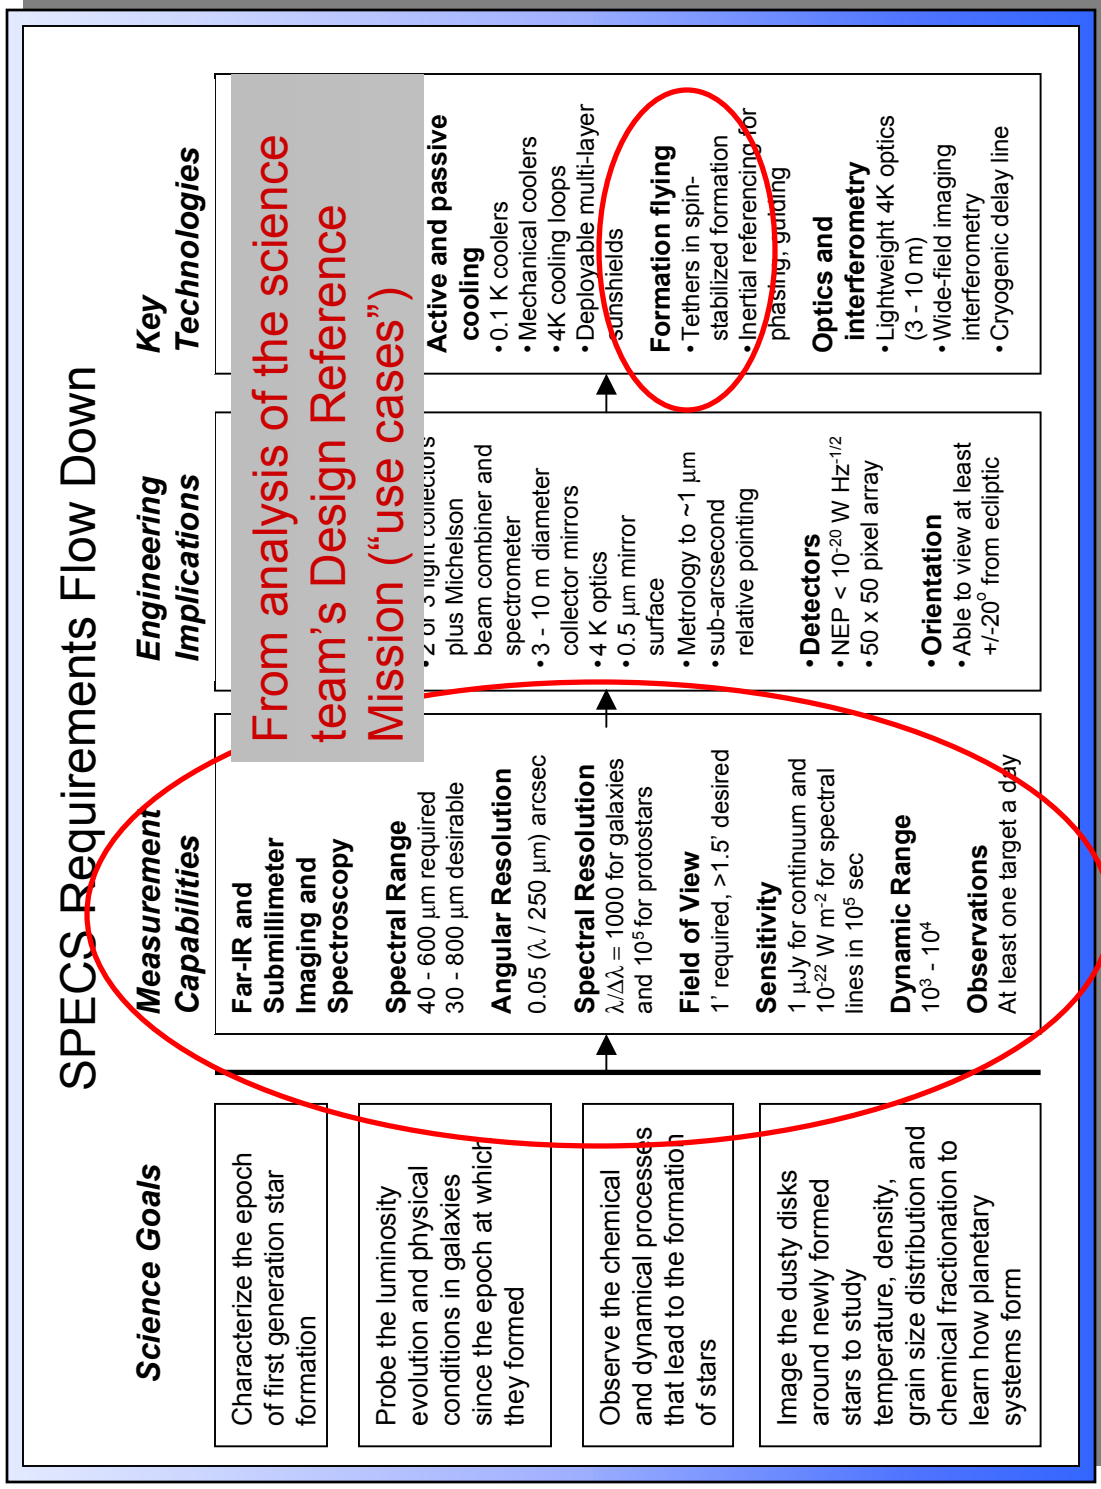 SPECS Requirements Flow Down
Science Goals
Characterize the epoch
of first generation star
formation
Probe the luminosity
evolution and physical
conditions in galaxies
since the epoch at which
they formed
Observe the chemical
and dynamical processes
that lead to the formation
of stars
Image the dusty disks
around newly formed
stars to study
temperature, density,
grain size distribution and
chemical fractionation to
learn how planetary
systems form
Measurement
Capabilities
Far-IR and
Submillimeter
Imaging and
Spectroscopy
Spectral Range
40 - 600 μm required
30 - 800 μm desirable
Angular Resolution
0.05 (λ / 250 μm) arcsec
Spectral Resolution
λ/Δλ = 1000 for galaxies
and 10⁵ for protostars
Field of View
1' required, >1.5' desired
Sensitivity
1 μJy for continuum and
10⁻²² W m⁻² for spectral
lines in 10⁵ sec
Dynamic Range
10³ - 10⁴
Observations
At least one target a day
Engineering
Implications
• 2 or 3 light collectors
plus Michelson
beam combiner and
spectrometer
• 3 - 10 m diameter
collector mirrors
• 4 K optics
• 0.5 μm mirror
surface
• Metrology to ~1 μm
• sub-arcsecond
relative pointing
• Detectors
• NEP < 10⁻²⁰ W Hz⁻¹/²
• 50 x 50 pixel array
• Orientation
• Able to view at least
+/-20° from ecliptic
Key
Technologies
Active and passive
cooling
• 0.1 K coolers
• Mechanical coolers
• 4K cooling loops
• Deployable multi-layer
sunshields
Formation flying
• Tethers in spin-
stabilized formation
• Inertial referencing for
phasing, guiding
Optics and
interferometry
• Lightweight 4K optics
(3 - 10 m)
• Wide-field imaging
interferometry
• Cryogenic delay line
From analysis of the science
team's Design Reference
Mission (“use cases”)